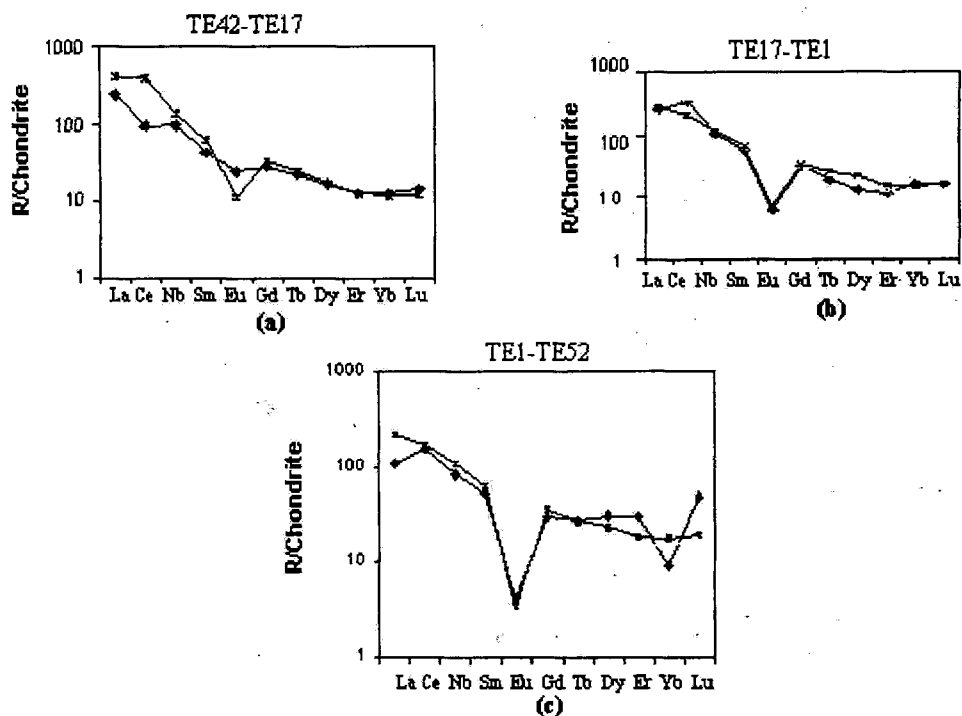 TE42-TE17
1000
100
10
1
R/Chondrite
La Ce Nb Sm Eu Gd Tb Dy Er Yb Lu
(a)
TE17-TE1
1000
100
10
1
R/Chondrite
La Ce Nb Sm Eu Gd Tb Dy Er Yb Lu
(b)
TE1-TE52
1000
100
10
1
R/Chondrite
La Ce Nb Sm Eu Gd Tb Dy Er Yb Lu
(c)